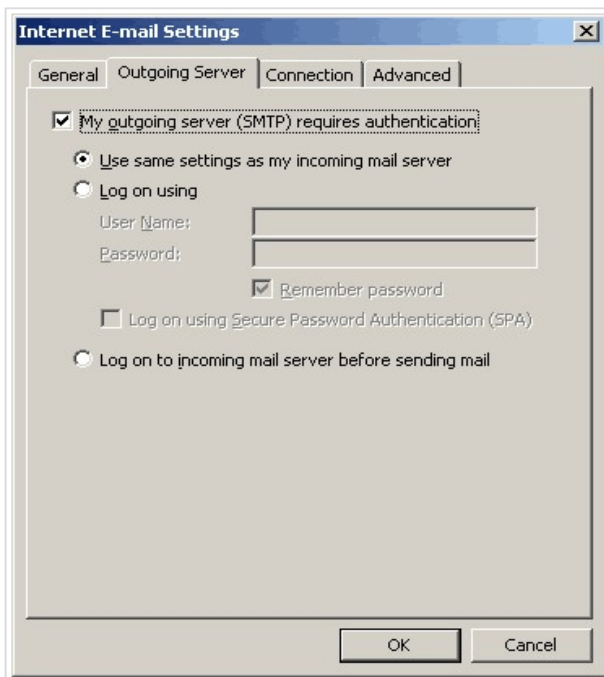 Internet E-mail Settings
General Outgoing Server Connection Advanced
My outgoing server (SMTP) requires authentication
Use same settings as my incoming mail server
Log on using
User Name:
Password:
Remember password
Log on using Secure Password Authentication (SPA)
Log on to incoming mail server before sending mail
OK Cancel